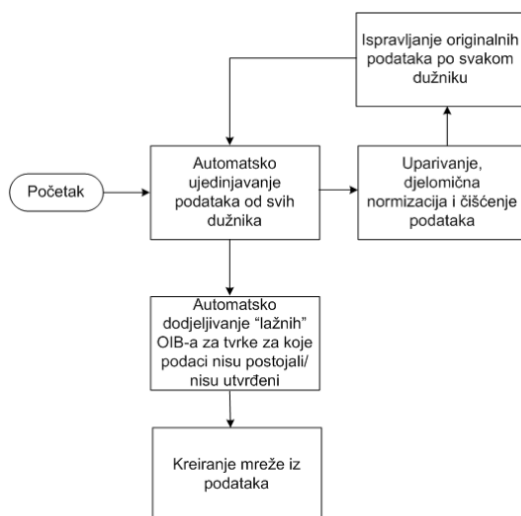 Ispravljanje originalnih
podataka po svakom
dužniku
Početak
Automatsko
ujedinjavanje
podataka od svih
dužnika
Uparivanje,
djelomična
normizacija i čišćenje
podataka
Automatsko
dodjeljivanje “lažnih”
OIB-a za tvrke za koje
podaci nisu postojali/
nisu utvrđeni
Kreiranje mreže iz
podataka